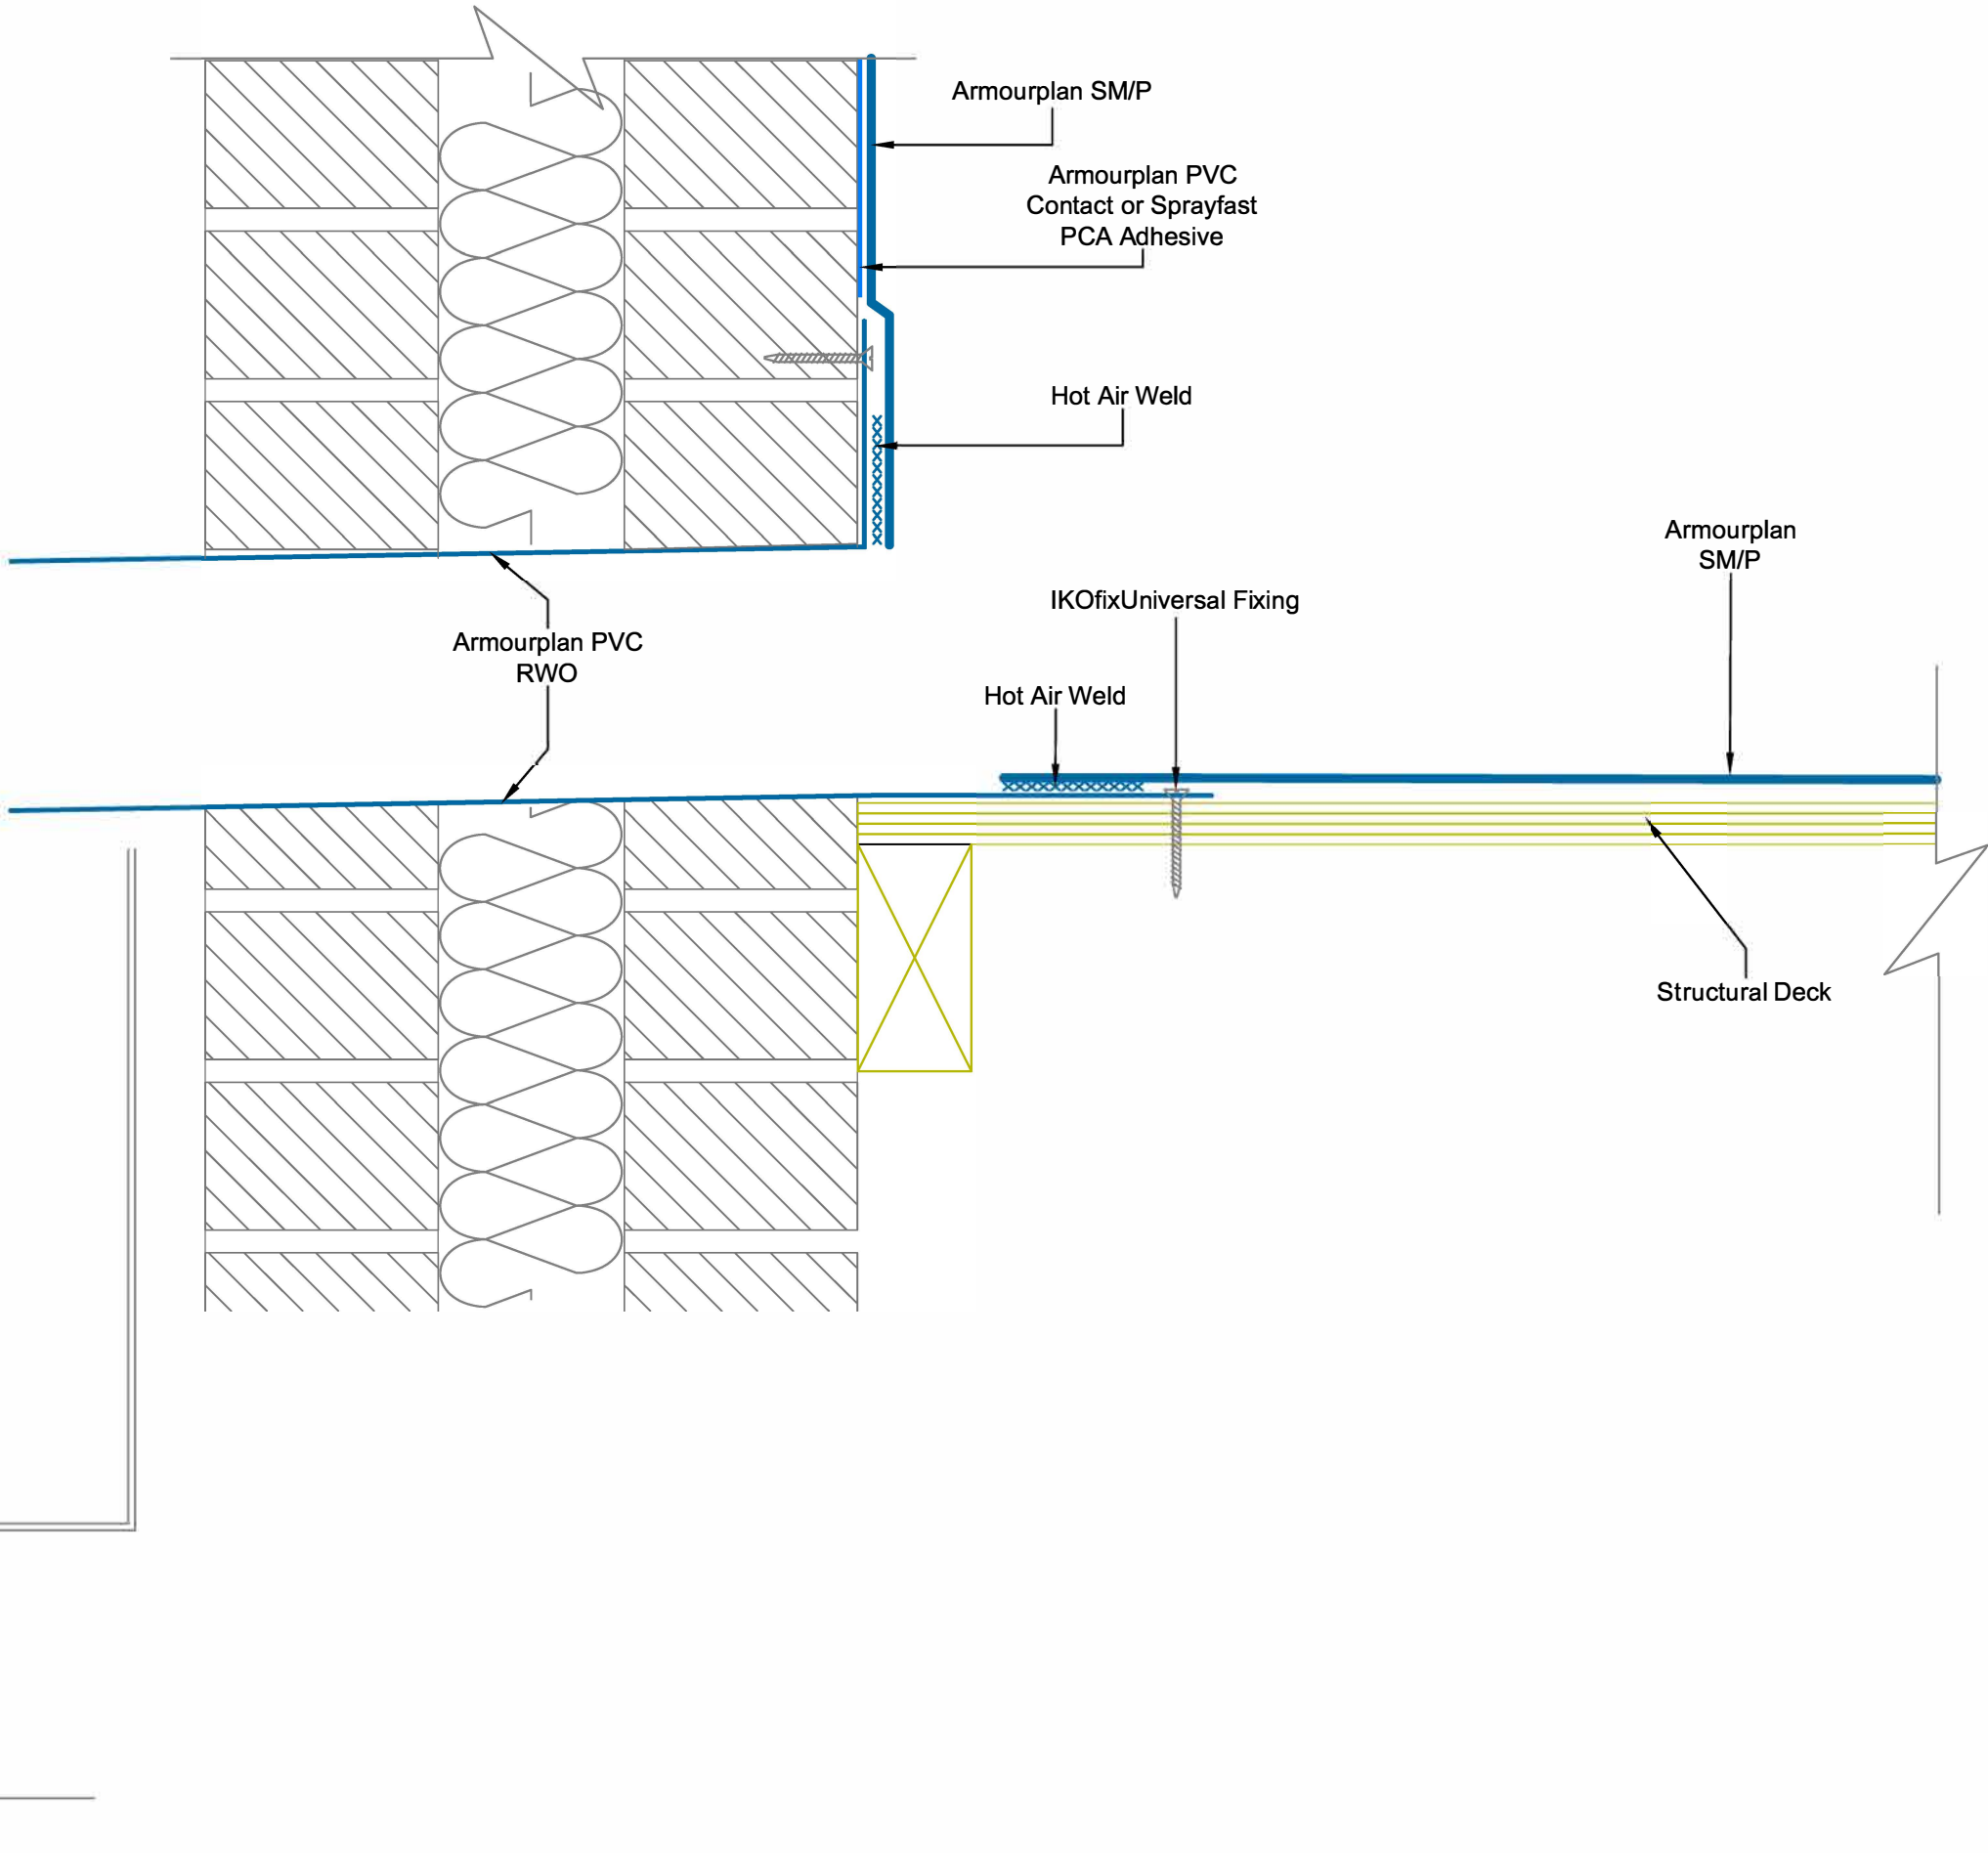 Armourplan SM/P
Armourplan PVC
Contact or Sprayfast
PCA Adhesive
Hot Air Weld
Armourplan
SM/P
IKOfixUniversal Fixing
Armourplan PVC
RWO
Hot Air Weld
Structural Deck